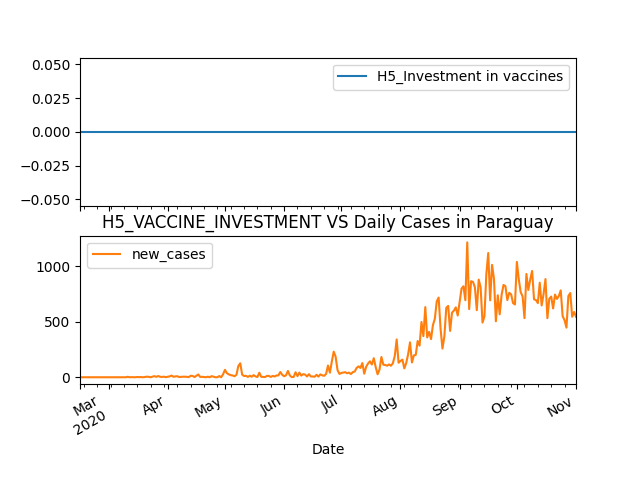 0.050
0.025
0.000
−0.025
−0.050
H5_Investment in vaccines
H5_VACCINE_INVESTMENT VS Daily Cases in Paraguay
new_cases
1000
500
0
Mar
2020
Apr
May
Jun
Jul
Aug
Sep
Oct
Nov
Date